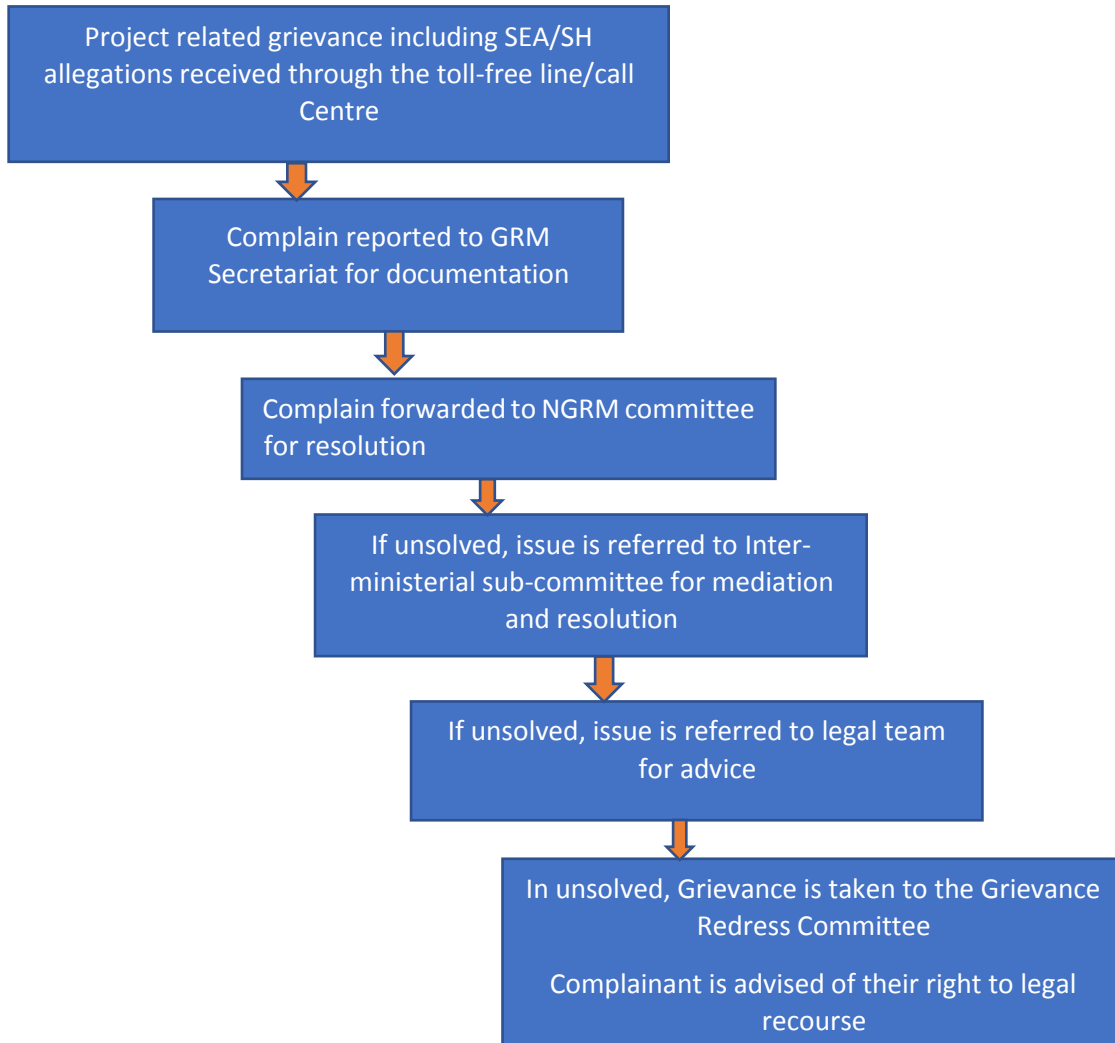 Project related grievance including SEA/SH
allegations received through the toll-free line/call
Centre
Complain reported to GRM
Secretariat for documentation
Complain forwarded to NGRM committee
for resolution
If unsolved, issue is referred to Inter-
ministerial sub-committee for mediation
and resolution
If unsolved, issue is referred to legal team
for advice
In unsolved, Grievance is taken to the Grievance
Redress Committee
Complainant is advised of their right to legal
recourse